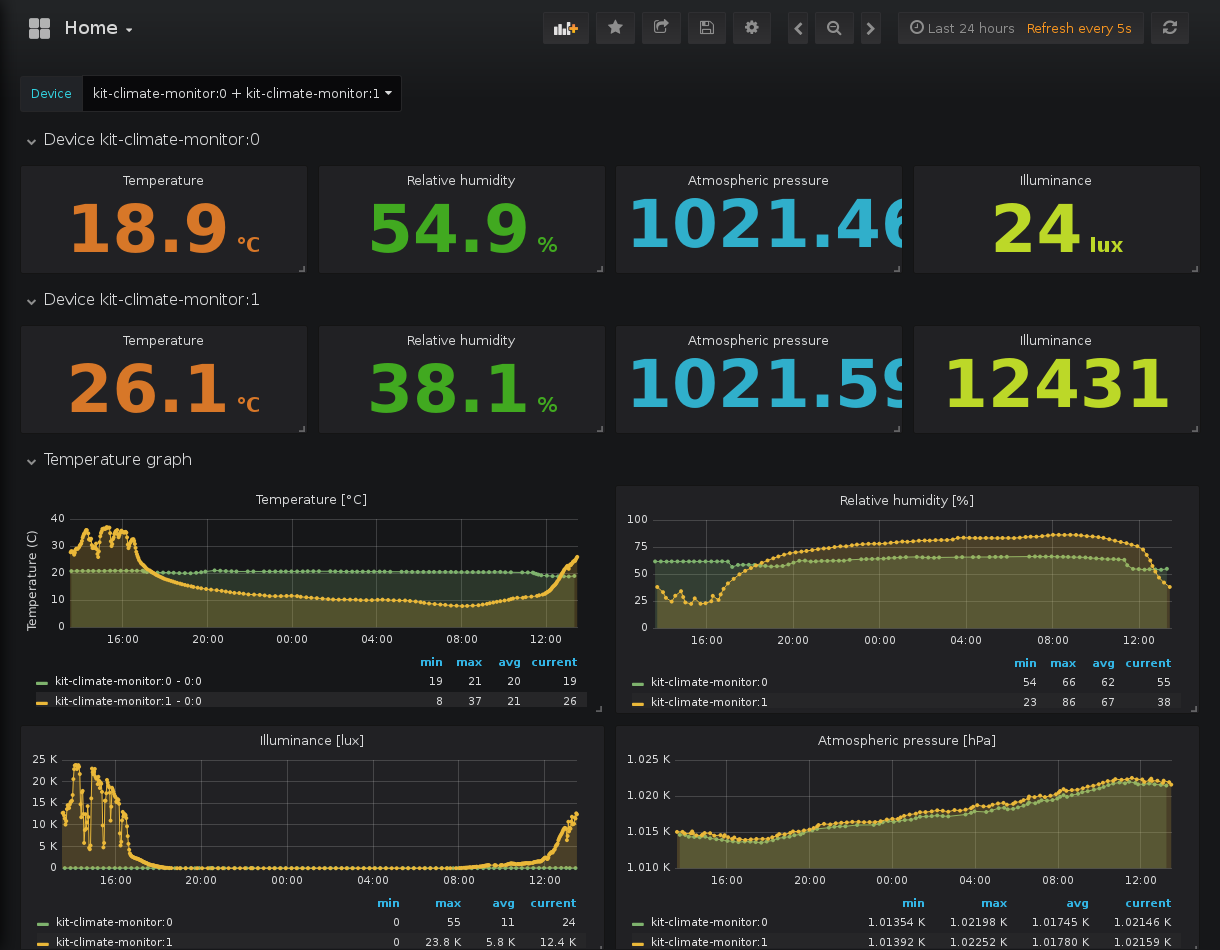 Home
Last 24 hours Refresh every 5s
Device kit-climate-monitor:0 + kit-climate-monitor:1
Device kit-climate-monitor:0
Temperature Relative humidity Atmospheric pressure Illuminance
18.9 °C 54.9 % 1021.46 24 lux
Device kit-climate-monitor:1
Temperature Relative humidity Atmospheric pressure Illuminance
26.1 °C 38.1 % 1021.59 12431
Temperature graph
Temperature [°C]
Temperature (C)
40
30
20
10
0
16:00 20:00 00:00 04:00 08:00 12:00
min max avg current
kit-climate-monitor:0 - 0:0 19 21 20 19
kit-climate-monitor:1 - 0:0 8 37 21 26
Relative humidity [%]
100
75
50
25
0
16:00 20:00 00:00 04:00 08:00 12:00
min max avg current
kit-climate-monitor:0 54 66 62 55
kit-climate-monitor:1 23 86 67 38
Illuminance [lux]
25 K
20 K
15 K
10 K
5 K
0
16:00 20:00 00:00 04:00 08:00 12:00
min max avg current
kit-climate-monitor:0 0 55 11 24
kit-climate-monitor:1 0 23.8 K 5.8 K 12.4 K
Atmospheric pressure [hPa]
1.025 K
1.020 K
1.015 K
1.010 K
16:00 20:00 00:00 04:00 08:00 12:00
min max avg current
kit-climate-monitor:0 1.01354 K 1.02198 K 1.01745 K 1.02146 K
kit-climate-monitor:1 1.01392 K 1.02252 K 1.01780 K 1.02159 K